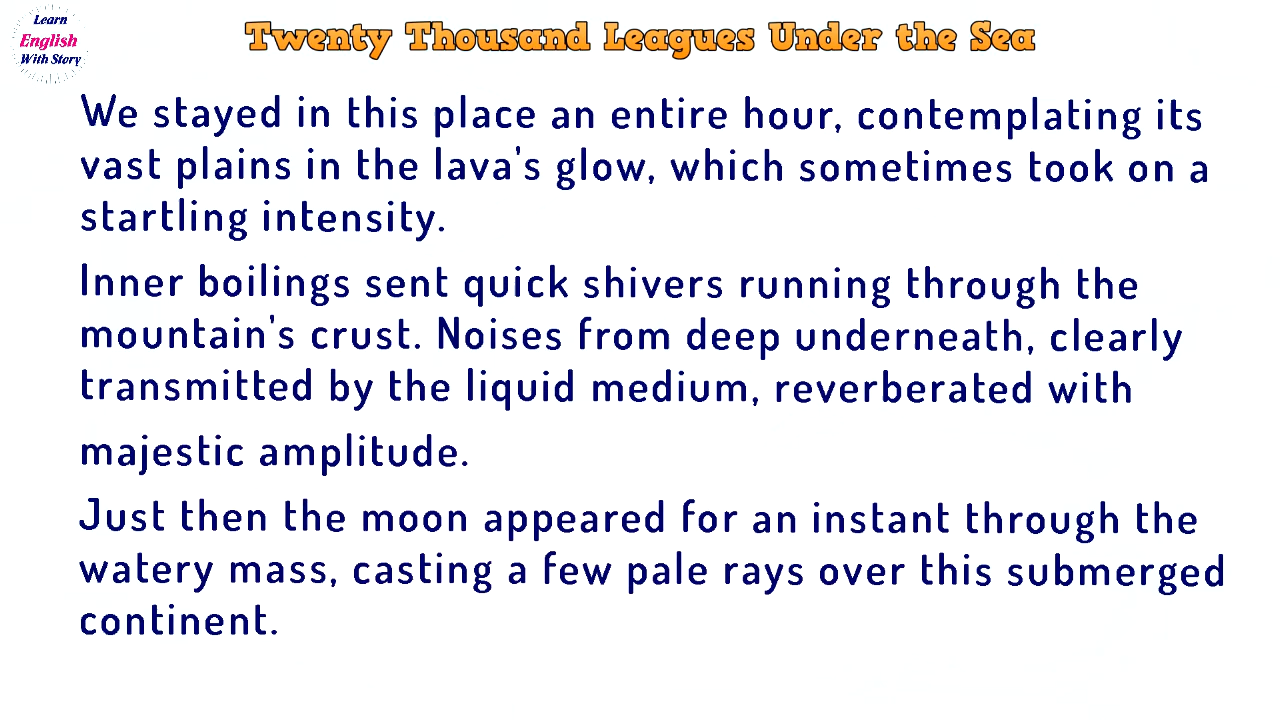 Learn
English
With Story
Twenty Thousand Leagues Under the Sea
We stayed in this place an entire hour, contemplating its
vast plains in the lava's glow, which sometimes took on a
startling intensity.
Inner boilings sent quick shivers running through the
mountain's crust. Noises from deep underneath, clearly
transmitted by the liquid medium, reverberated with
majestic amplitude.
Just then the moon appeared for an instant through the
watery mass, casting a few pale rays over this submerged
continent.